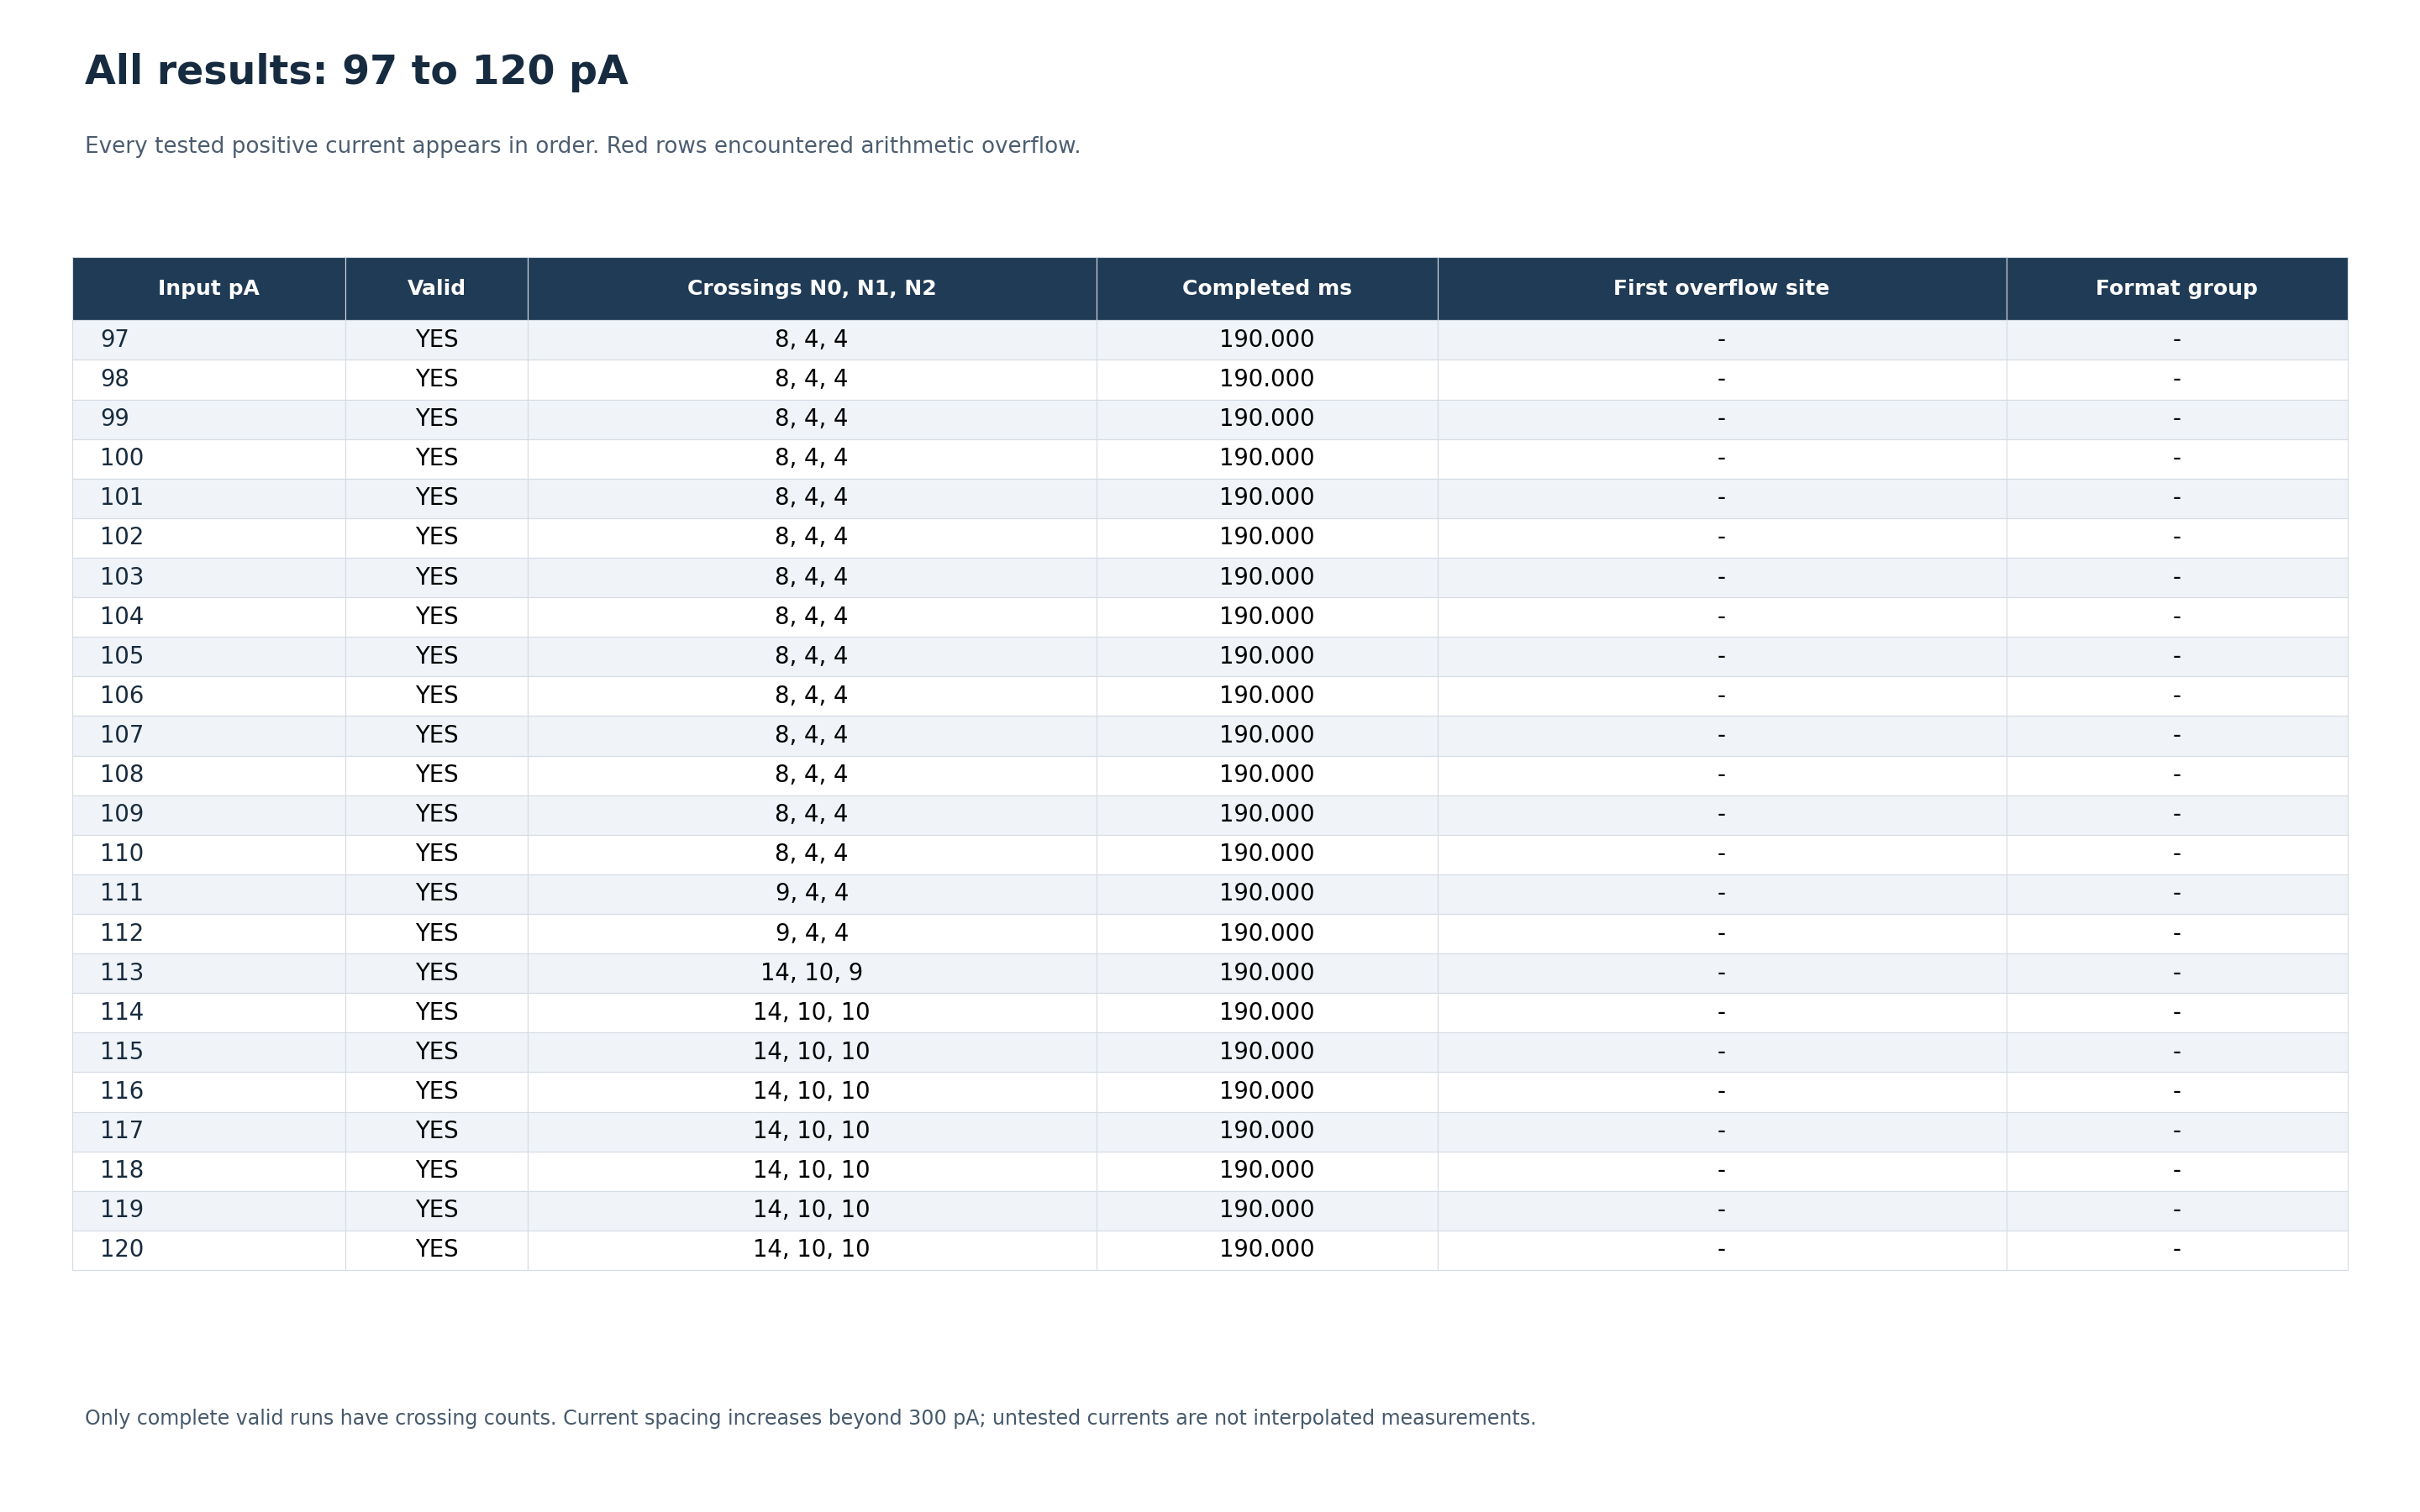 All results: 97 to 120 pA
Every tested positive current appears in order. Red rows encountered arithmetic overflow.
Input pA Valid Crossings N0, N1, N2 Completed ms First overflow site Format group
97 YES 8, 4, 4 190.000 - -
98 YES 8, 4, 4 190.000 - -
99 YES 8, 4, 4 190.000 - -
100 YES 8, 4, 4 190.000 - -
101 YES 8, 4, 4 190.000 - -
102 YES 8, 4, 4 190.000 - -
103 YES 8, 4, 4 190.000 - -
104 YES 8, 4, 4 190.000 - -
105 YES 8, 4, 4 190.000 - -
106 YES 8, 4, 4 190.000 - -
107 YES 8, 4, 4 190.000 - -
108 YES 8, 4, 4 190.000 - -
109 YES 8, 4, 4 190.000 - -
110 YES 8, 4, 4 190.000 - -
111 YES 9, 4, 4 190.000 - -
112 YES 9, 4, 4 190.000 - -
113 YES 14, 10, 9 190.000 - -
114 YES 14, 10, 10 190.000 - -
115 YES 14, 10, 10 190.000 - -
116 YES 14, 10, 10 190.000 - -
117 YES 14, 10, 10 190.000 - -
118 YES 14, 10, 10 190.000 - -
119 YES 14, 10, 10 190.000 - -
120 YES 14, 10, 10 190.000 - -
Only complete valid runs have crossing counts. Current spacing increases beyond 300 pA; untested currents are not interpolated measurements.